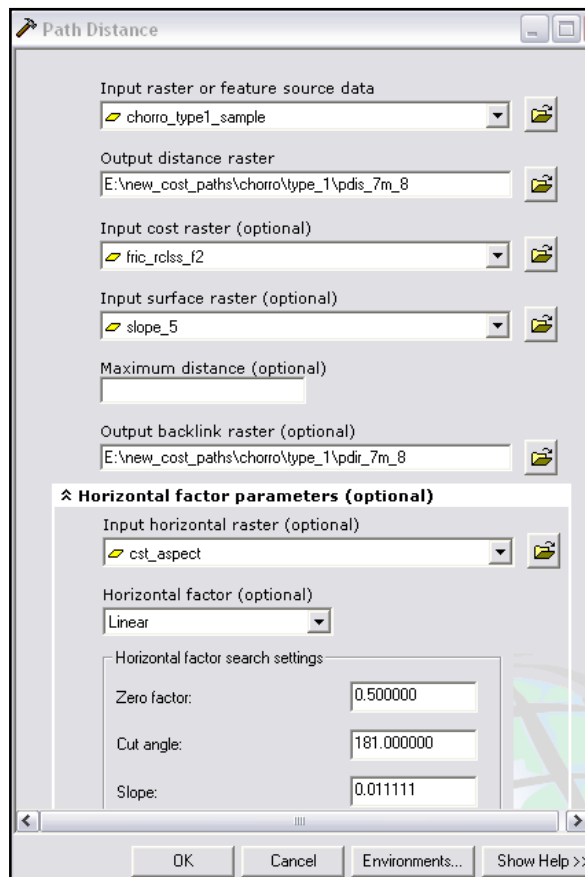 Path Distance
Input raster or feature source data
chorro_type1_sample
Output distance raster
E:\new_cost_paths\chorro\type_1\pdis_7m_8
Input cost raster (optional)
fric_rclss_f2
Input surface raster (optional)
slope_5
Maximum distance (optional)
Output backlink raster (optional)
E:\new_cost_paths\chorro\type_1\pdir_7m_8
Horizontal factor parameters (optional)
Input horizontal raster (optional)
cst_aspect
Horizontal factor (optional)
Linear
Horizontal factor search settings
Zero factor: 0.500000
Cut angle: 181.000000
Slope: 0.011111
OK Cancel Environments... Show Help >>